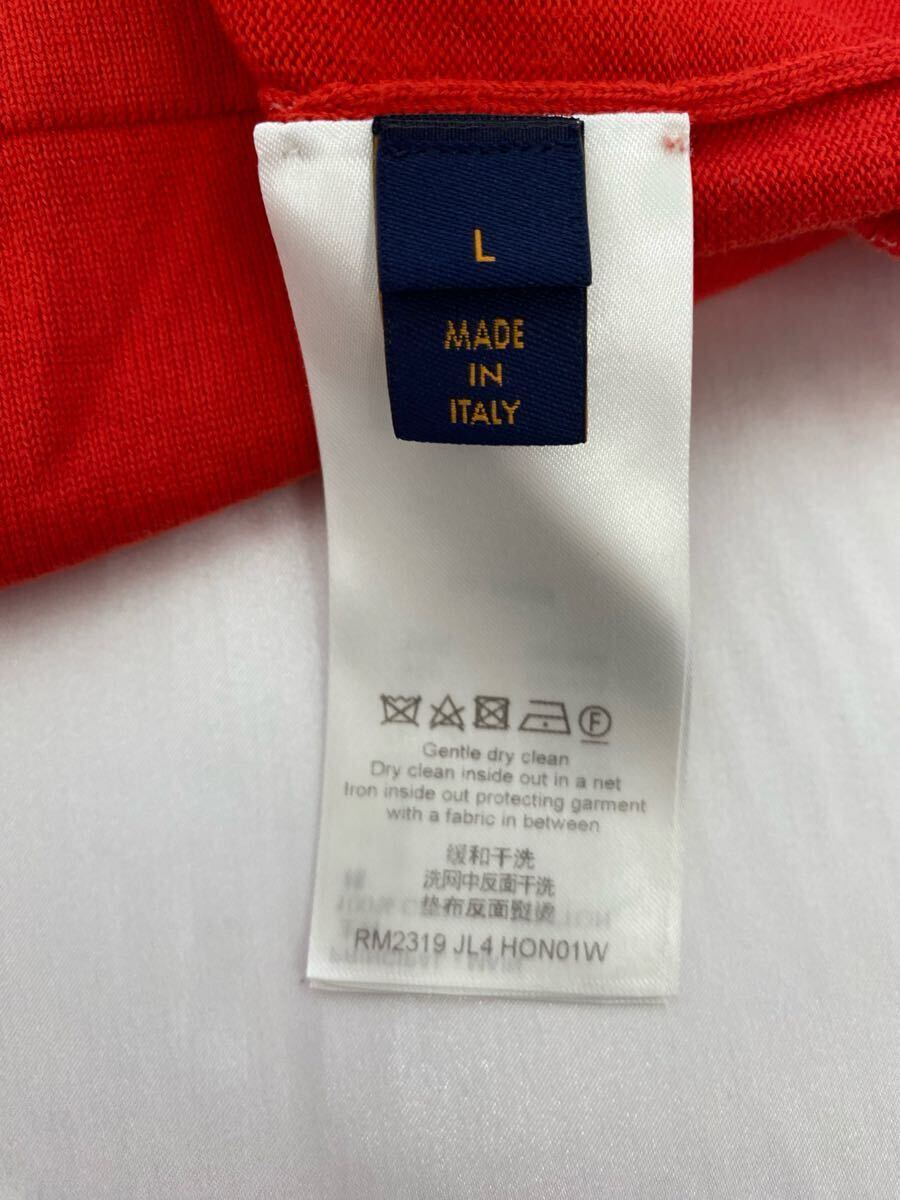 L
MADE
IN
ITALY
F
Gentle dry clean
Dry clean inside out in a net
Iron inside out protecting garment
with a fabric in between
缓和干洗
洗网中反面干洗
垫布反面熨烫
RM2319 JL4 HON01W